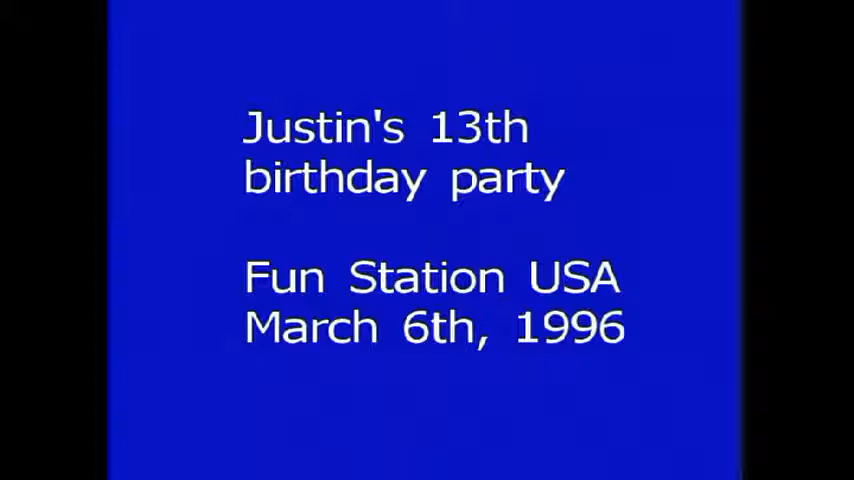 Justin's 13th
birthday party
Fun Station USA
March 6th, 1996